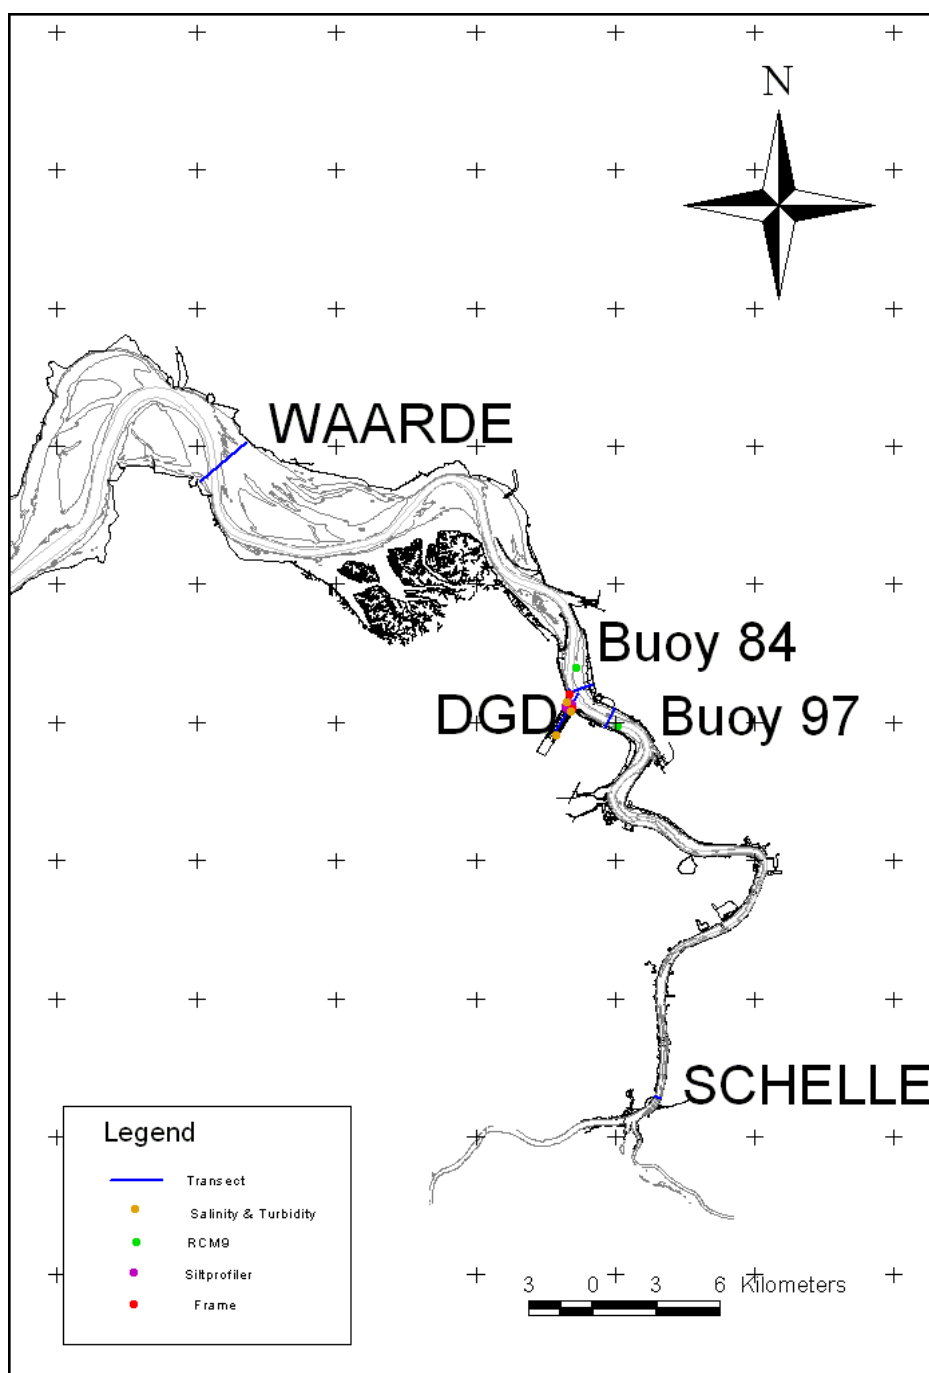 N
WAARDE
Buoy 84
DGD
Buoy 97
SCHELLE
Legend
Transect
Salinity & Turbidity
RCM9
Siltprofiler
Frame
3 0 3 6 Kilometers